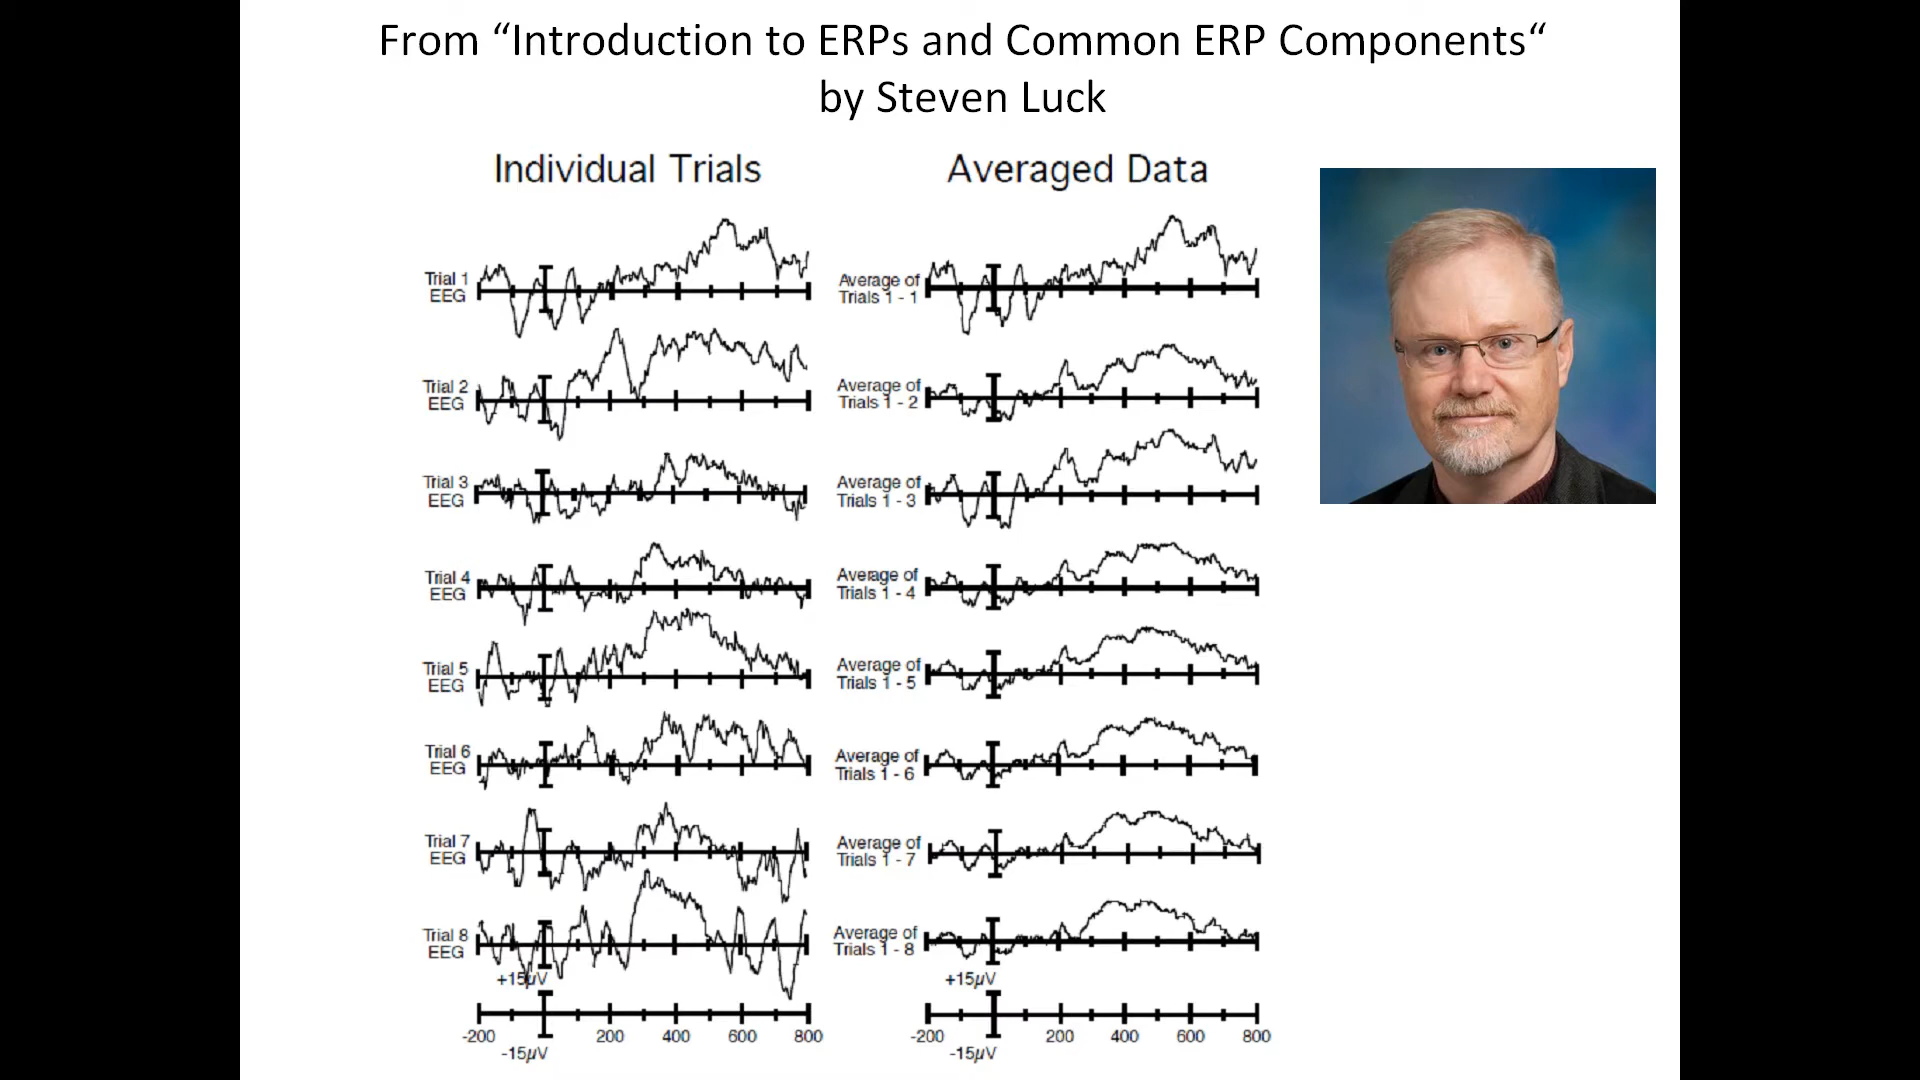 From “Introduction to ERPs and Common ERP Components“
by Steven Luck
Individual Trials
Trial 1
EEG
Trial 2
EEG
Trial 3
EEG
Trial 4
EEG
Trial 5
EEG
Trial 6
EEG
Trial 7
EEG
Trial 8
EEG
+15µV
-200 200 400 600 800
-15µV
Averaged Data
Average of
Trials 1 - 1
Average of
Trials 1 - 2
Average of
Trials 1 - 3
Average of
Trials 1 - 4
Average of
Trials 1 - 5
Average of
Trials 1 - 6
Average of
Trials 1 - 7
Average of
Trials 1 - 8
+15µV
-200 200 400 600 800
-15µV